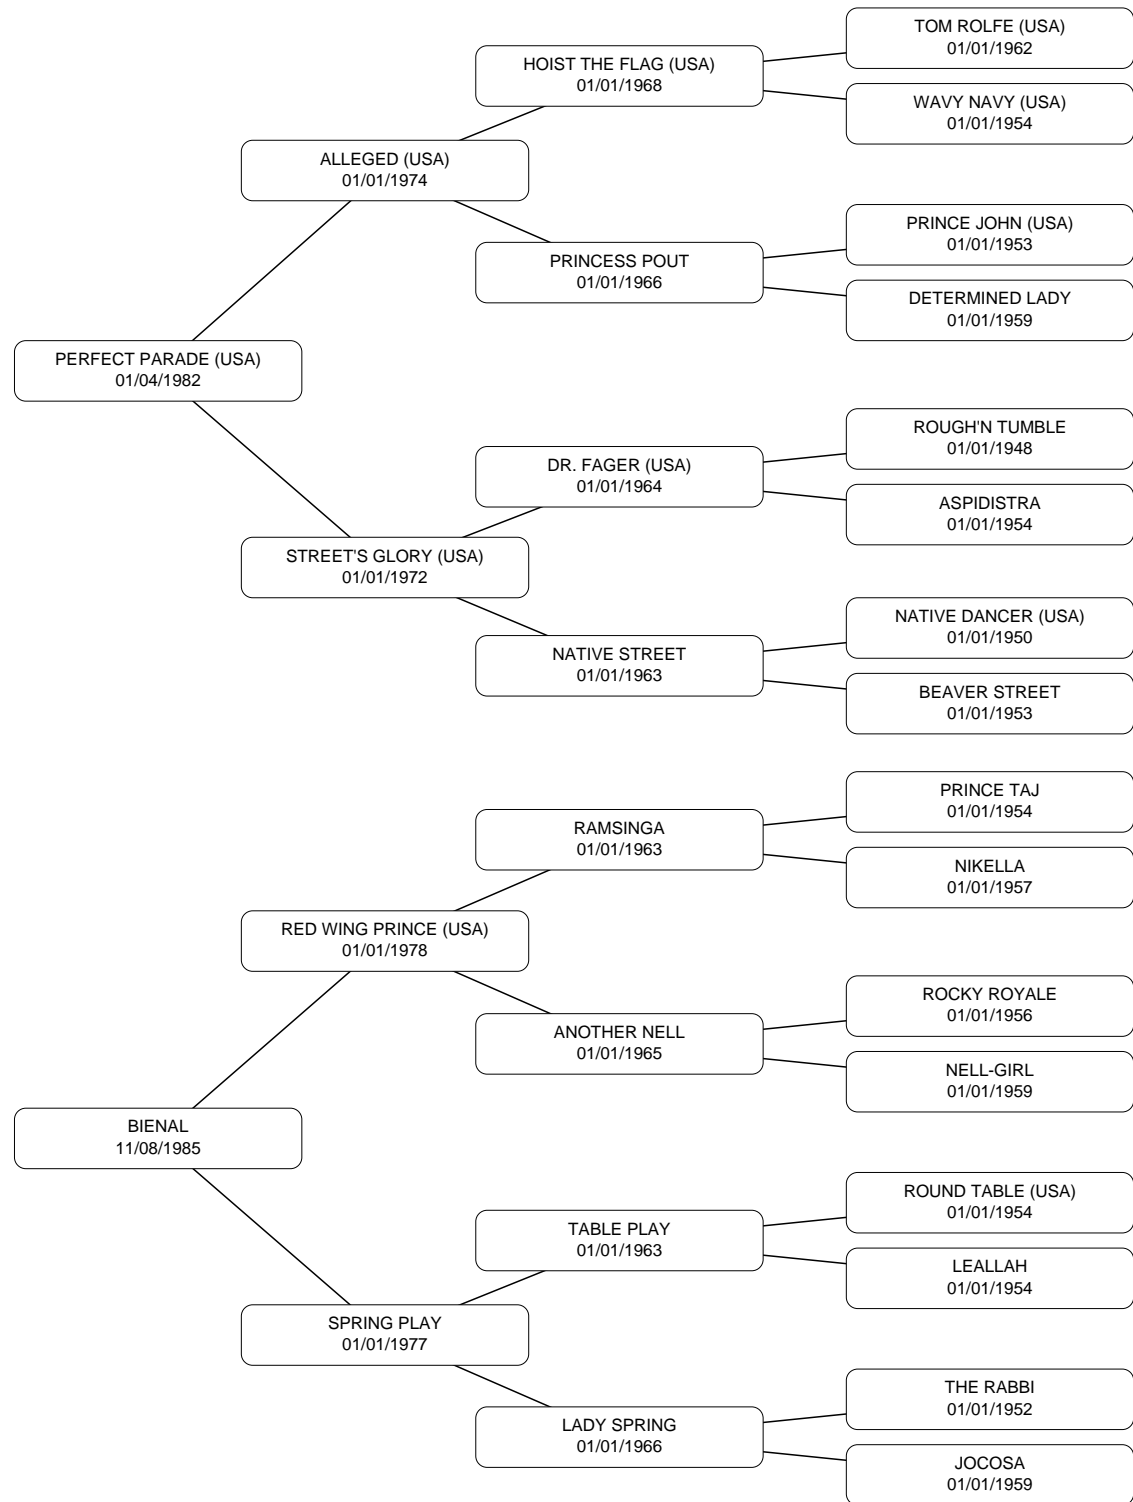 TOM ROLFE (USA)
01/01/1962
HOIST THE FLAG (USA)
01/01/1968
WAVY NAVY (USA)
01/01/1954
ALLEGED (USA)
01/01/1974
PRINCE JOHN (USA)
01/01/1953
PRINCESS POUT
01/01/1966
DETERMINED LADY
01/01/1959
PERFECT PARADE (USA)
01/04/1982
ROUGH'N TUMBLE
01/01/1948
DR. FAGER (USA)
01/01/1964
ASPIDISTRA
01/01/1954
STREET'S GLORY (USA)
01/01/1972
NATIVE DANCER (USA)
01/01/1950
NATIVE STREET
01/01/1963
BEAVER STREET
01/01/1953
PRINCE TAJ
01/01/1954
RAMSINGA
01/01/1963
NIKELLA
01/01/1957
RED WING PRINCE (USA)
01/01/1978
ROCKY ROYALE
01/01/1956
ANOTHER NELL
01/01/1965
NELL-GIRL
01/01/1959
BIENAL
11/08/1985
ROUND TABLE (USA)
01/01/1954
TABLE PLAY
01/01/1963
LEALLAH
01/01/1954
SPRING PLAY
01/01/1977
THE RABBI
01/01/1952
LADY SPRING
01/01/1966
JOCOSA
01/01/1959